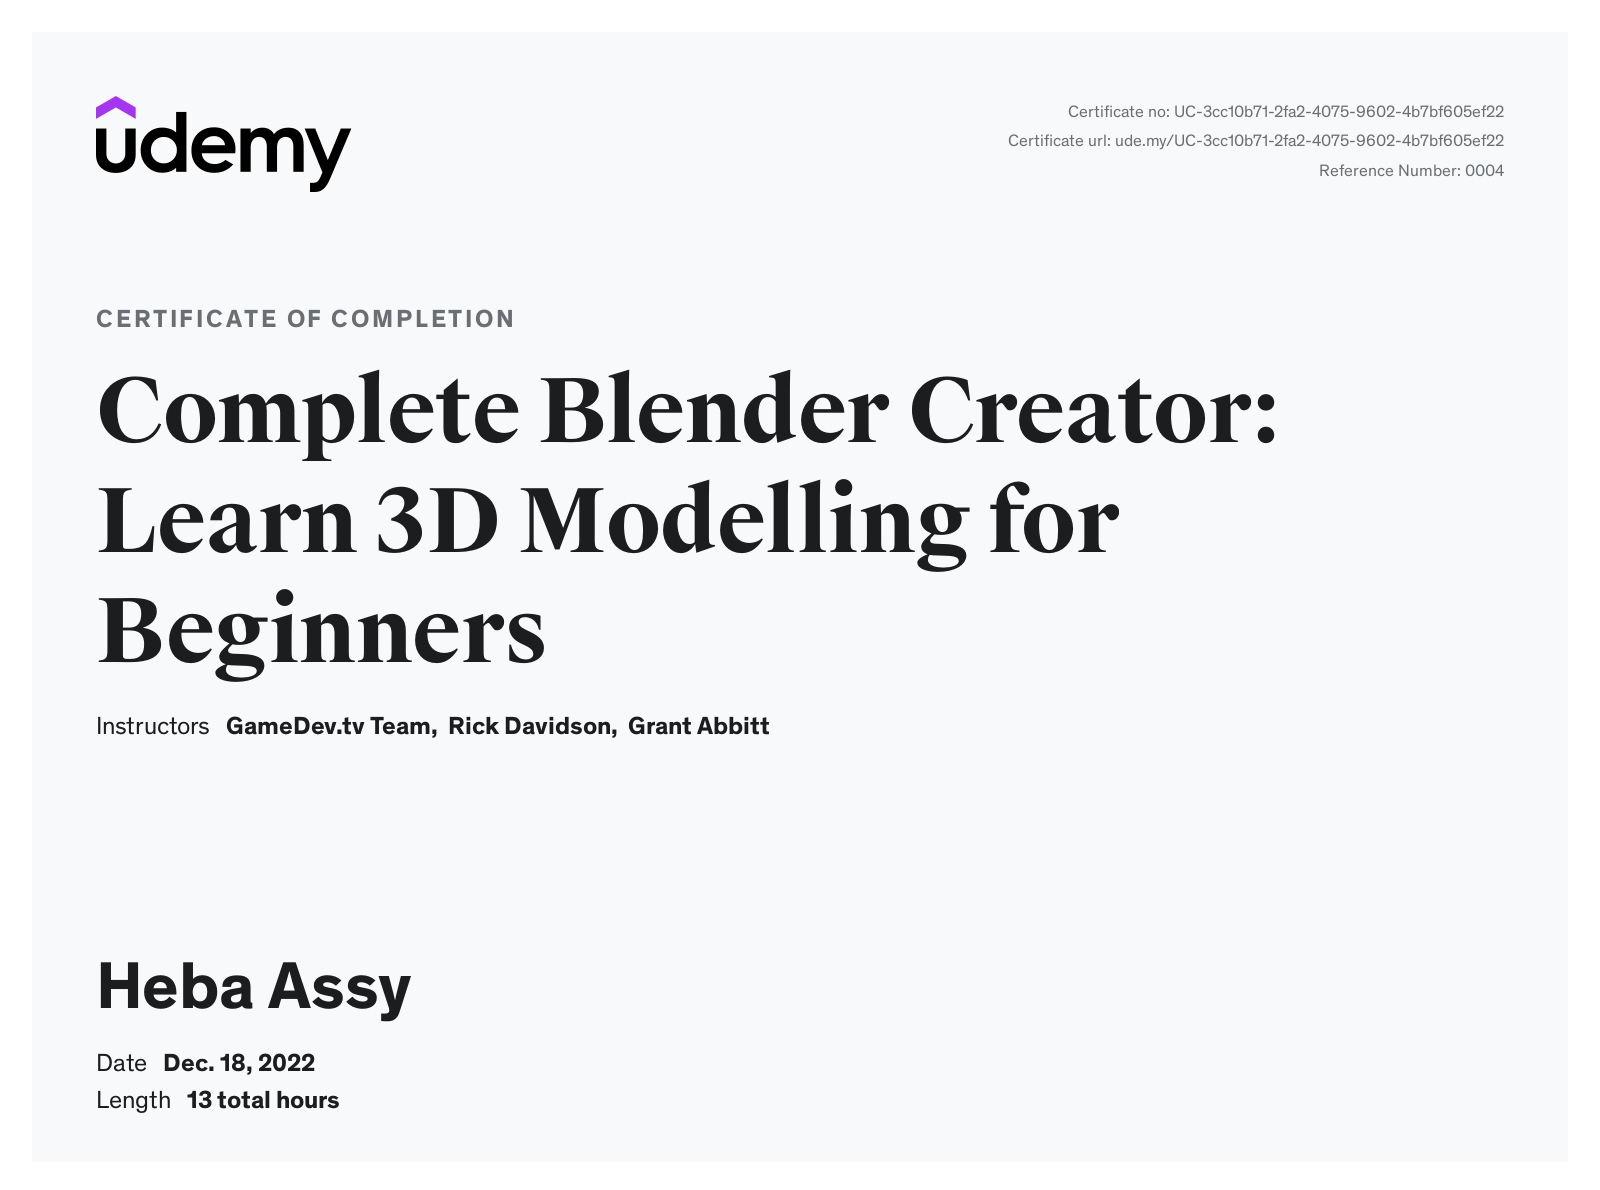 udemy
Certificate no: UC-3cc10b71-2fa2-4075-9602-4b7bf605ef22
Certificate url: ude.my/UC-3cc10b71-2fa2-4075-9602-4b7bf605ef22
Reference Number: 0004
CERTIFICATE OF COMPLETION
Complete Blender Creator:
Learn 3D Modelling for
Beginners
Instructors GameDev.tv Team, Rick Davidson, Grant Abbitt
Heba Assy
Date Dec. 18, 2022
Length 13 total hours